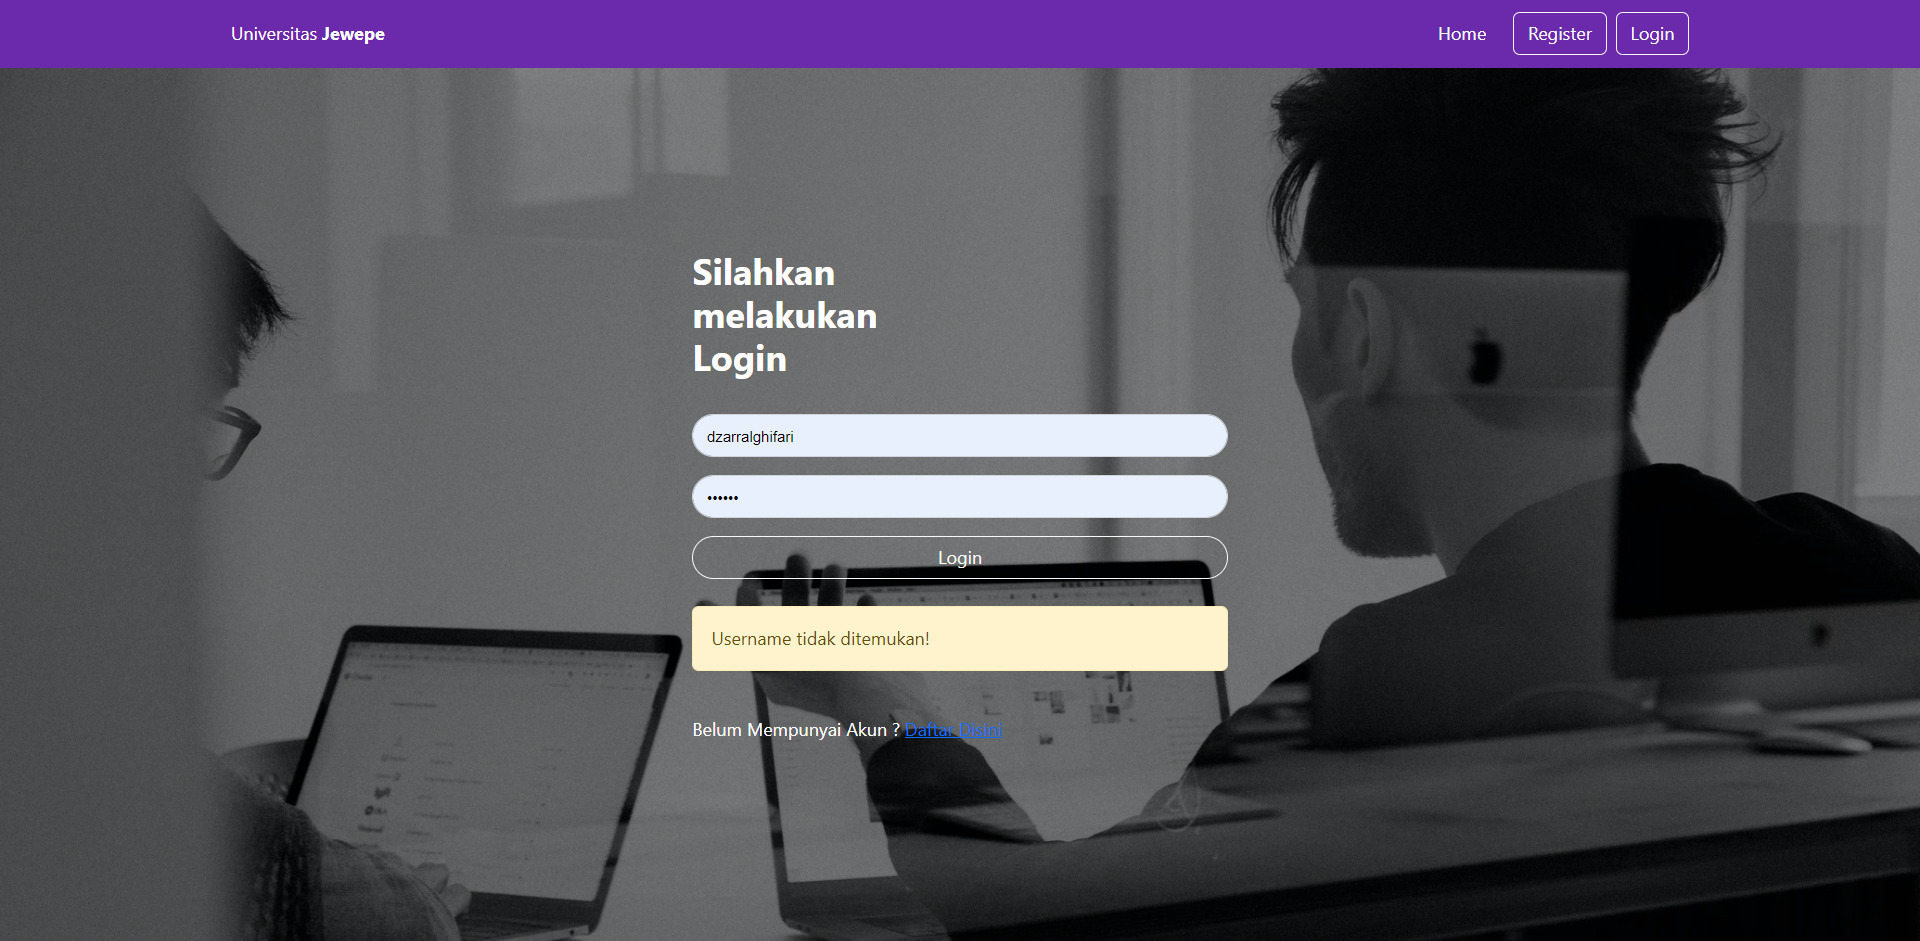 Universitas Jewepe
Home
Register
Login
Silahkan
melakukan
Login
dzarralghifari
••••••
Login
Username tidak ditemukan!
Belum Mempunyai Akun ? Daftar Disini